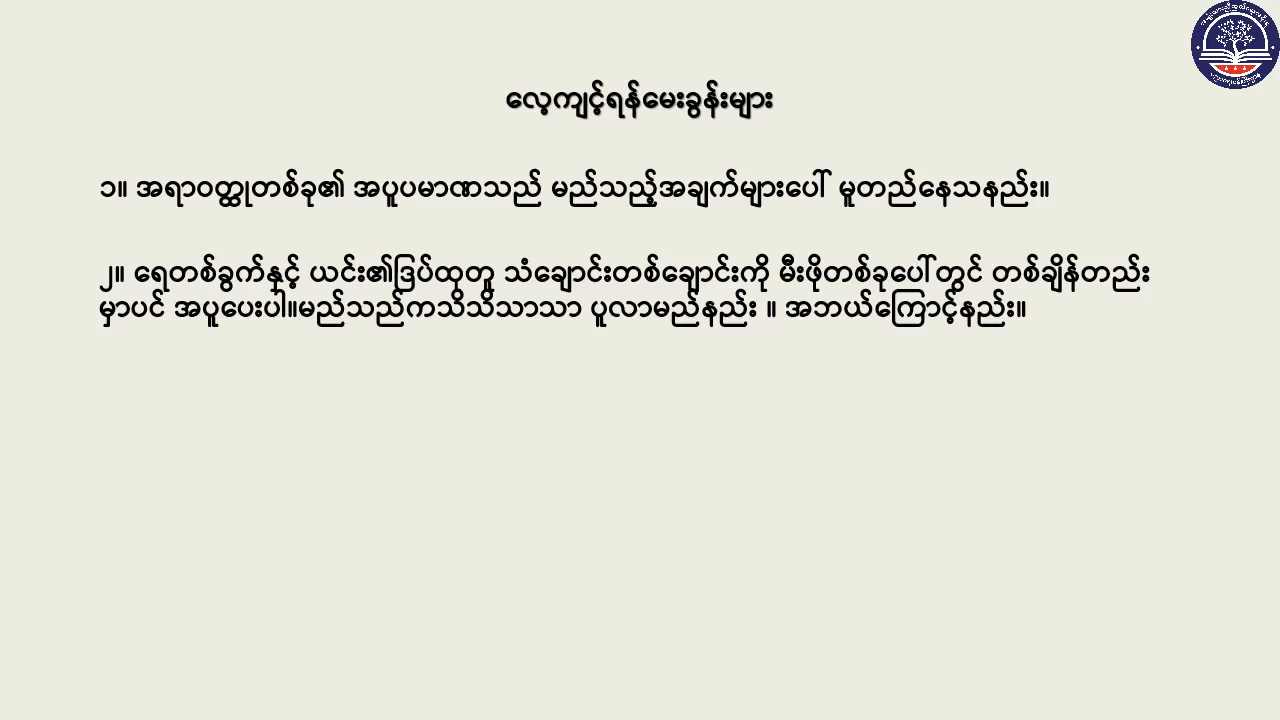 လေ့ကျင့်ရန်မေးခွန်းများ
၁။ အရာဝတ္ထုတစ်ခု၏ အပူပမာဏသည် မည်သည့်အချက်များပေါ် မူတည်နေသနည်း။
၂။ ရေတစ်ခွက်နှင့် ယင်း၏ဒြပ်ထုတူ သံချောင်းတစ်ချောင်းကို မီးဖိုတစ်ခုပေါ်တွင် တစ်ချိန်တည်း
မှာပင် အပူပေးပါ။မည်သည်ကသိသိသာသာ ပူလာမည်နည်း ။ အဘယ်ကြောင့်နည်း။